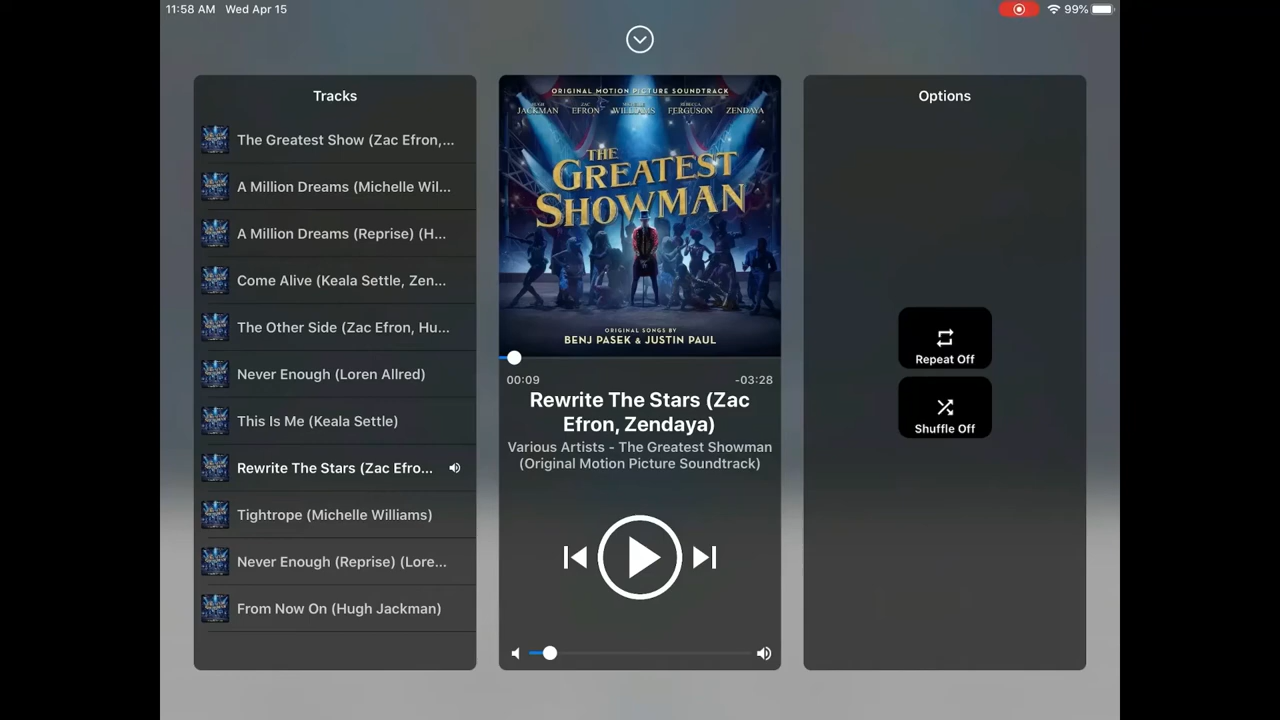 11:58 AM Wed Apr 15
99%
Tracks
The Greatest Show (Zac Efron,...
A Million Dreams (Michelle Wil...
A Million Dreams (Reprise) (H...
Come Alive (Keala Settle, Zen...
The Other Side (Zac Efron, Hu...
Never Enough (Loren Allred)
This Is Me (Keala Settle)
Rewrite The Stars (Zac Efro...
Tightrope (Michelle Williams)
Never Enough (Reprise) (Lore...
From Now On (Hugh Jackman)
ORIGINAL MOTION PICTURE SOUNDTRACK
HUGH JACKMAN ZAC EFRON MICHELLE WILLIAMS REBECCA FERGUSON ZENDAYA
THE
GREATEST
SHOWMAN
ORIGINAL SONGS BY
BENJ PASEK & JUSTIN PAUL
00:09 -03:28
Rewrite The Stars (Zac
Efron, Zendaya)
Various Artists - The Greatest Showman
(Original Motion Picture Soundtrack)
Options
Repeat Off
Shuffle Off